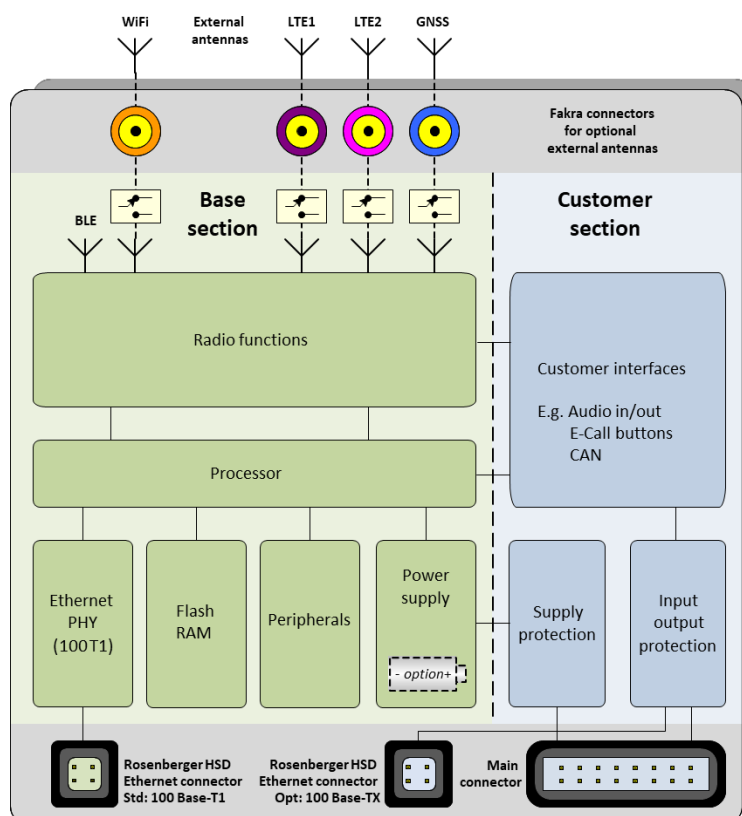 WiFi
External
antennas
LTE1
LTE2
GNSS
Fakra connectors
for optional
external antennas
Base
section
Customer
section
BLE
Radio functions
Customer interfaces
E.g. Audio in/out
E-Call buttons
CAN
Processor
Ethernet
PHY
(100T1)
Flash
RAM
Peripherals
Power
supply
- option+
Supply
protection
Input
output
protection
Rosenberger HSD
Ethernet connector
Std: 100 Base-T1
Rosenberger HSD
Ethernet connector
Opt: 100 Base-TX
Main
connector